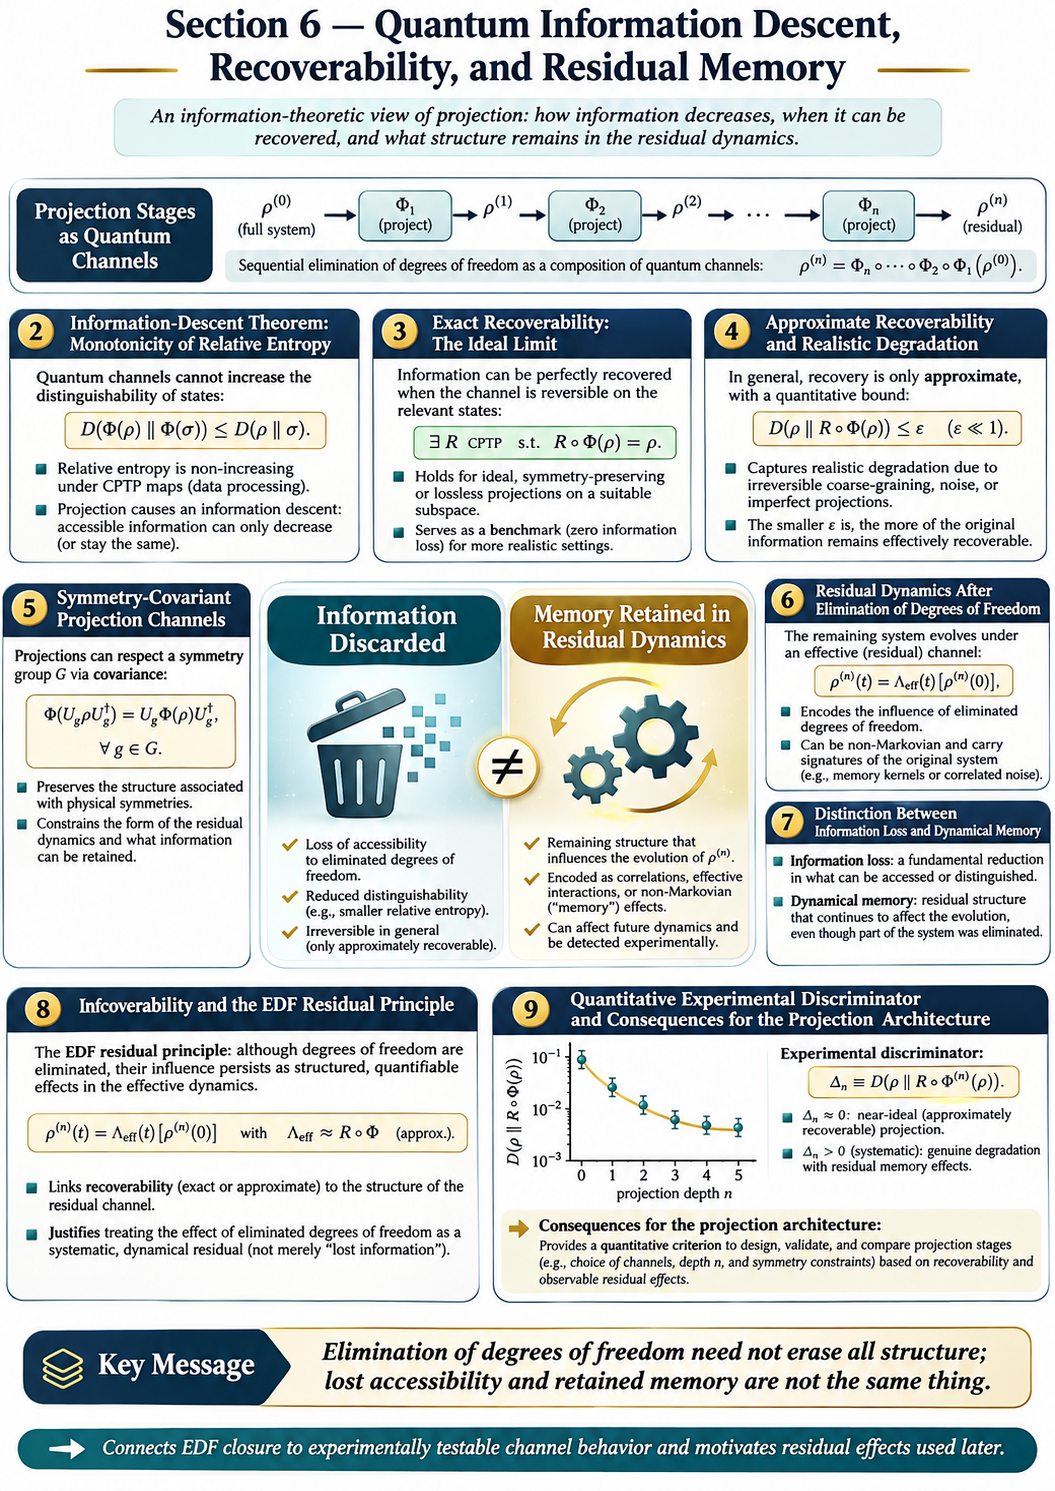 Section 6 — Quantum Information Descent,
Recoverability, and Residual Memory
An information-theoretic view of projection: how information decreases, when it can be
recovered, and what structure remains in the residual dynamics.
Projection Stages
as Quantum
Channels
ρ⁽⁰⁾
(full system)
Φ₁
(project)
ρ⁽¹⁾
Φ₂
(project)
ρ⁽²⁾
⋯
Φₙ
(project)
ρ⁽ⁿ⁾
(residual)
Sequential elimination of degrees of freedom as a composition of quantum channels: ρ⁽ⁿ⁾ = Φₙ ∘ ⋯ ∘ Φ₂ ∘ Φ₁(ρ⁽⁰⁾).
2 Information-Descent Theorem:
Monotonicity of Relative Entropy
Quantum channels cannot increase the
distinguishability of states:
D(Φ(ρ) ∥ Φ(σ)) ≤ D(ρ ∥ σ).
Relative entropy is non-increasing
under CPTP maps (data processing).
Projection causes an information descent:
accessible information can only decrease
(or stay the same).
3 Exact Recoverability:
The Ideal Limit
Information can be perfectly recovered
when the channel is reversible on the
relevant states:
∃ R CPTP s.t. R ∘ Φ(ρ) = ρ.
Holds for ideal, symmetry-preserving
or lossless projections on a suitable
subspace.
Serves as a benchmark (zero information
loss) for more realistic settings.
4 Approximate Recoverability
and Realistic Degradation
In general, recovery is only approximate,
with a quantitative bound:
D(ρ ∥ R ∘ Φ(ρ)) ≤ ε (ε ≪ 1).
Captures realistic degradation due to
irreversible coarse-graining, noise, or
imperfect projections.
The smaller ε is, the more of the original
information remains effectively recoverable.
5 Symmetry-Covariant
Projection Channels
Projections can respect a symmetry
group G via covariance:
Φ(U_g ρ U_g†) = U_g Φ(ρ) U_g†,
∀ g ∈ G.
Preserves the structure associated
with physical symmetries.
Constrains the form of the residual
dynamics and what information
can be retained.
Information
Discarded
Loss of accessibility
to eliminated degrees of
freedom.
Reduced distinguishability
(e.g., smaller relative entropy).
Irreversible in general
(only approximately recoverable).
≠
Memory Retained in
Residual Dynamics
Remaining structure that
influences the evolution of ρ⁽ⁿ⁾.
Encoded as correlations, effective
interactions, or non-Markovian
(“memory”) effects.
Can affect future dynamics and
be detected experimentally.
6 Residual Dynamics After
Elimination of Degrees of Freedom
The remaining system evolves under
an effective (residual) channel:
ρ⁽ⁿ⁾(t) = Λ_eff(t)[ρ⁽ⁿ⁾(0)],
Encodes the influence of eliminated
degrees of freedom.
Can be non-Markovian and carry
signatures of the original system
(e.g., memory kernels or correlated noise).
7 Distinction Between
Information Loss and Dynamical Memory
Information loss: a fundamental reduction
in what can be accessed or distinguished.
Dynamical memory: residual structure
that continues to affect the evolution,
even though part of the system was eliminated.
8 Infcoverability and the EDF Residual Principle
The EDF residual principle: although degrees of freedom are
eliminated, their influence persists as structured, quantifiable
effects in the effective dynamics.
ρ⁽ⁿ⁾(t) = Λ_eff(t)[ρ⁽ⁿ⁾(0)] with Λ_eff ≈ R ∘ Φ (approx.).
Links recoverability (exact or approximate) to the structure of the
residual channel.
Justifies treating the effect of eliminated degrees of freedom as a
systematic, dynamical residual (not merely “lost information”).
9 Quantitative Experimental Discriminator
and Consequences for the Projection Architecture
D(ρ ∥ R ∘ Φ(ρ))
10⁻¹
10⁻²
10⁻³
0 1 2 3 4 5
projection depth n
Experimental discriminator:
Δₙ ≡ D(ρ ∥ R ∘ Φ⁽ⁿ⁾(ρ)).
Δₙ ≈ 0: near-ideal (approximately
recoverable) projection.
Δₙ > 0 (systematic): genuine degradation
with residual memory effects.
Consequences for the projection architecture:
Provides a quantitative criterion to design, validate, and compare projection stages
(e.g., choice of channels, depth n, and symmetry constraints) based on recoverability and
observable residual effects.
Key Message
Elimination of degrees of freedom need not erase all structure;
lost accessibility and retained memory are not the same thing.
Connects EDF closure to experimentally testable channel behavior and motivates residual effects used later.